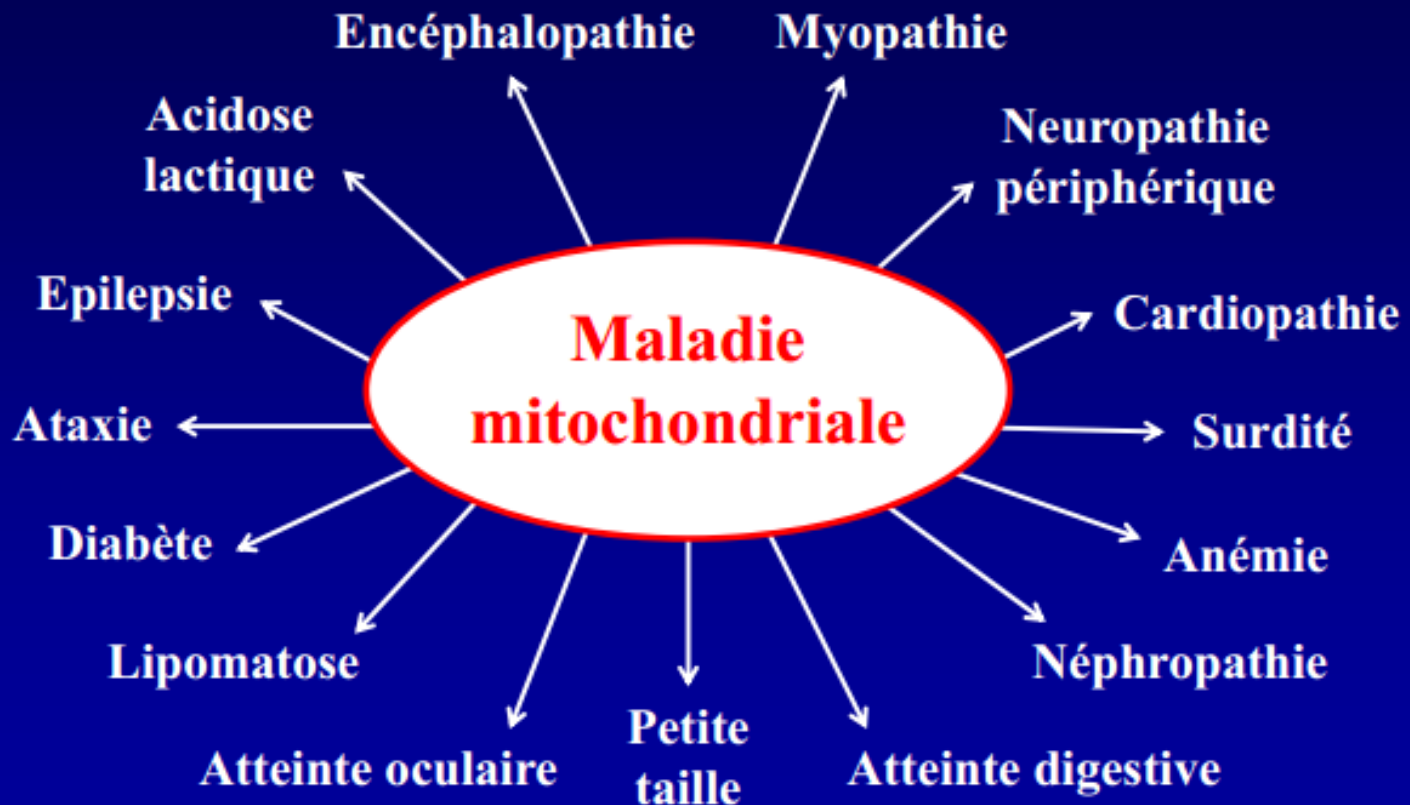 Encéphalopathie
Myopathie
Acidose
lactique
Neuropathie
périphérique
Epilepsie
Cardiopathie
Maladie
mitochondriale
Ataxie
Surdité
Diabète
Anémie
Lipomatose
Néphropathie
Atteinte oculaire
Petite
taille
Atteinte digestive